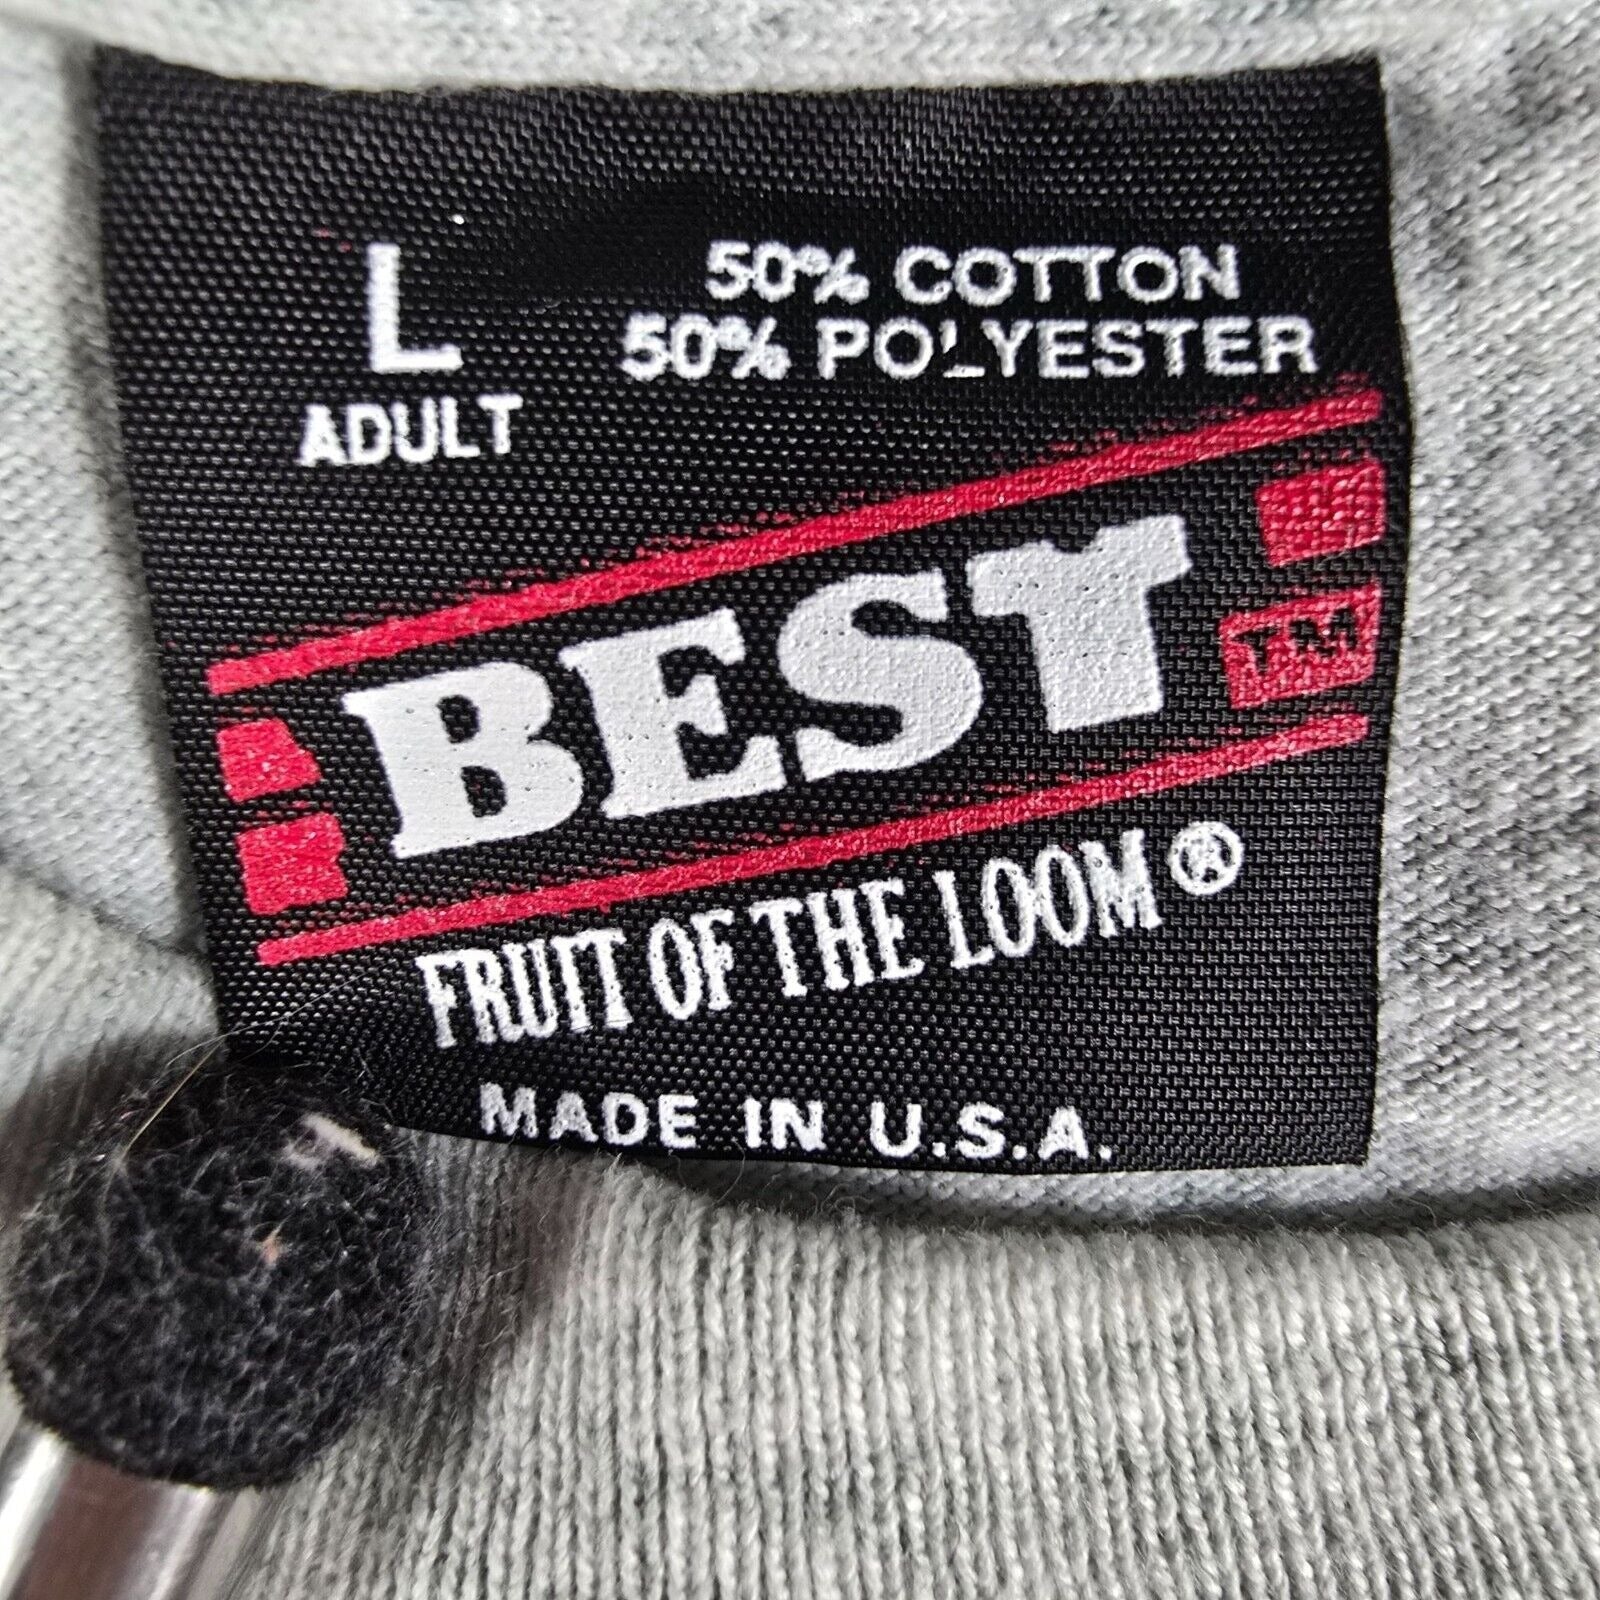 L
ADULT
50% COTTON
50% POLYESTER
BEST
TM
FRUIT OF THE LOOM®
MADE IN U.S.A.